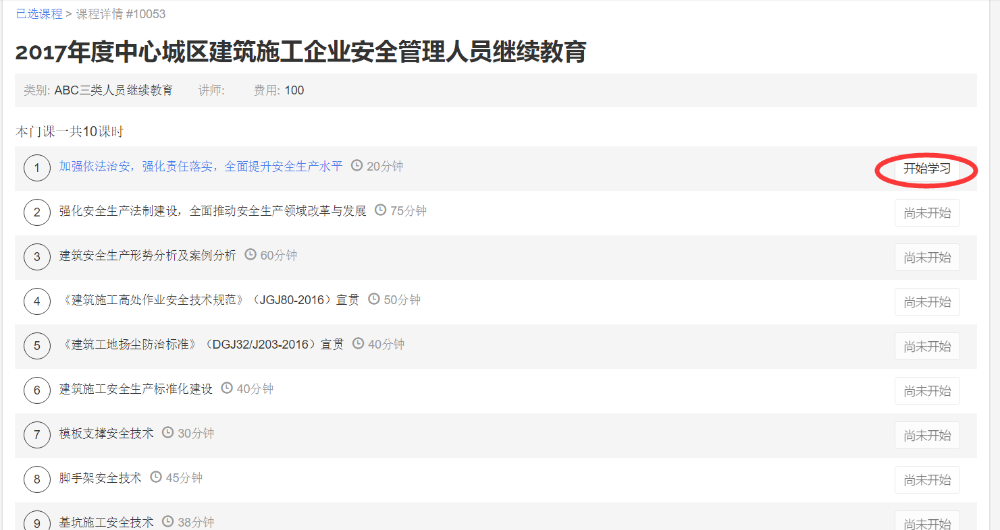 已选课程 > 课程详情 #10053
2017年度中心城区建筑施工企业安全管理人员继续教育
类别: ABC三类人员继续教育 讲师: 费用: 100
本门课一共10课时
1 加强依法治安，强化责任落实，全面提升安全生产水平 20分钟 开始学习
2 强化安全生产法制建设，全面推动安全生产领域改革与发展 75分钟 尚未开始
3 建筑安全生产形势分析及案例分析 60分钟 尚未开始
4 《建筑施工高处作业安全技术规范》（JGJ80-2016）宣贯 50分钟 尚未开始
5 《建筑工地扬尘防治标准》（DGJ32/J203-2016）宣贯 40分钟 尚未开始
6 建筑施工安全生产标准化建设 40分钟 尚未开始
7 模板支撑安全技术 30分钟 尚未开始
8 脚手架安全技术 45分钟 尚未开始
9 基坑施工安全技术 38分钟 尚未开始